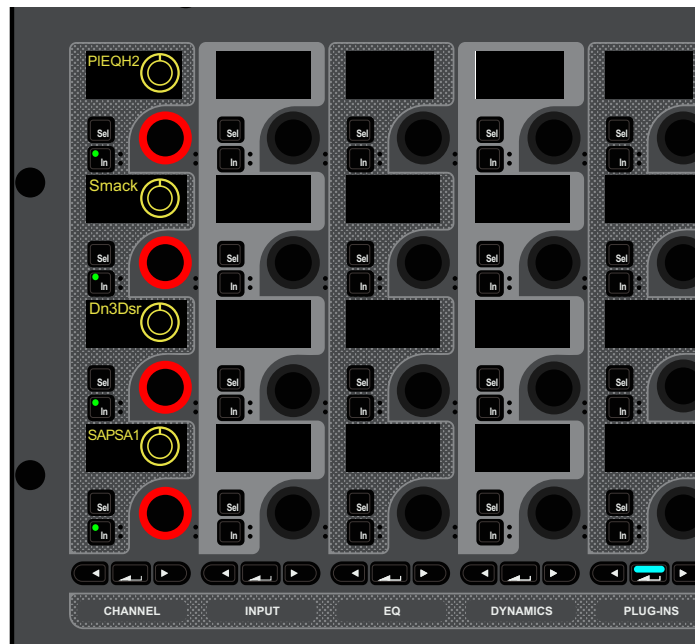 PIEQH2
Sel Sel Sel Sel Sel
In In In In In
Smack
Sel Sel Sel Sel Sel
In In In In In
Dn3Dsr
Sel Sel Sel Sel Sel
In In In In In
SAPSA1
Sel Sel Sel Sel Sel
In In In In In
CHANNEL INPUT EQ DYNAMICS PLUG-INS